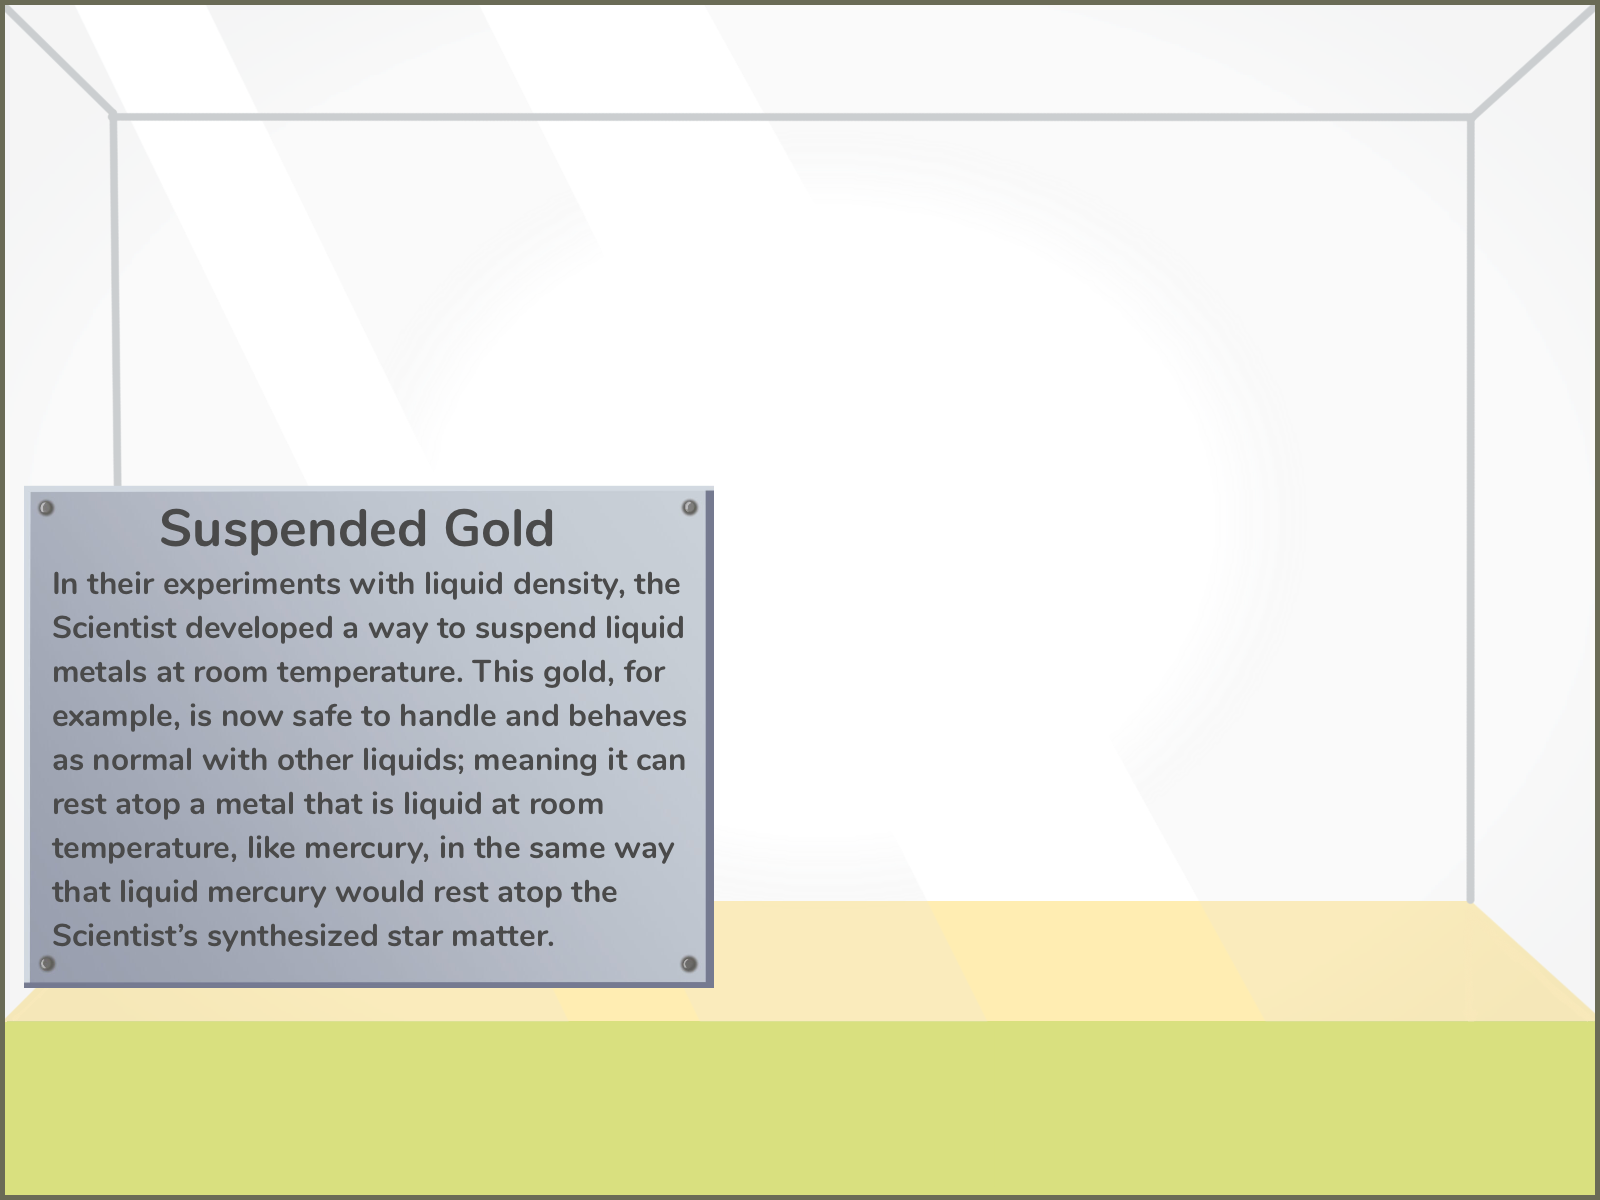 Suspended Gold
In their experiments with liquid density, the
Scientist developed a way to suspend liquid
metals at room temperature. This gold, for
example, is now safe to handle and behaves
as normal with other liquids; meaning it can
rest atop a metal that is liquid at room
temperature, like mercury, in the same way
that liquid mercury would rest atop the
Scientist’s synthesized star matter.